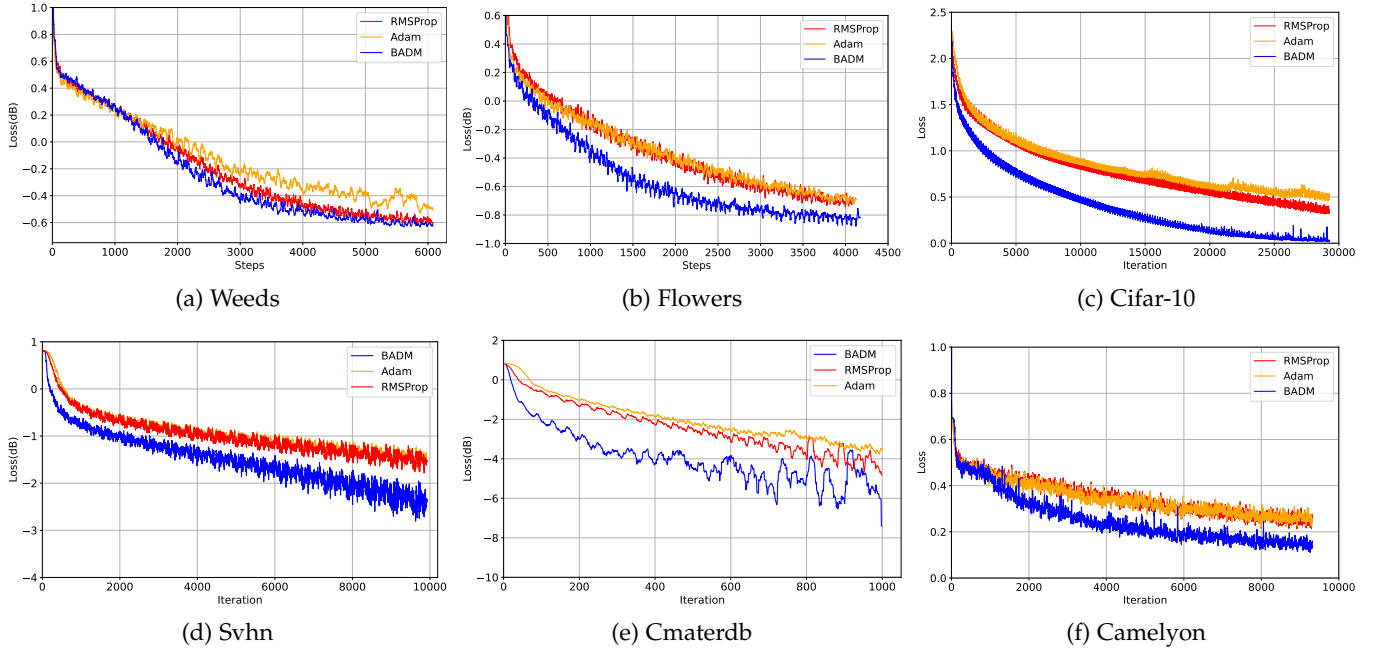 1.0
0.8
0.6
0.4
0.2
0.0
−0.2
−0.4
−0.6
Loss(dB)
0
1000
2000
3000
4000
5000
6000
Steps
RMSProp
Adam
BADM
(a) Weeds
0.6
0.4
0.2
0.0
−0.2
−0.4
−0.6
−0.8
−1.0
Loss(dB)
0
500
1000
1500
2000
2500
3000
3500
4000
4500
Steps
RMSProp
Adam
BADM
(b) Flowers
2.5
2.0
1.5
1.0
0.5
0.0
Loss
0
5000
10000
15000
20000
25000
30000
Iteration
RMSProp
Adam
BADM
(c) Cifar-10
1
0
−1
−2
−3
−4
Loss(dB)
0
2000
4000
6000
8000
10000
Iteration
BADM
Adam
RMSProp
(d) Svhn
2
0
−2
−4
−6
−8
−10
Loss(dB)
0
200
400
600
800
1000
Iteration
BADM
RMSProp
Adam
(e) Cmaterdb
1.0
0.8
0.6
0.4
0.2
0.0
Loss
0
2000
4000
6000
8000
10000
Iteration
RMSProp
Adam
BADM
(f) Camelyon